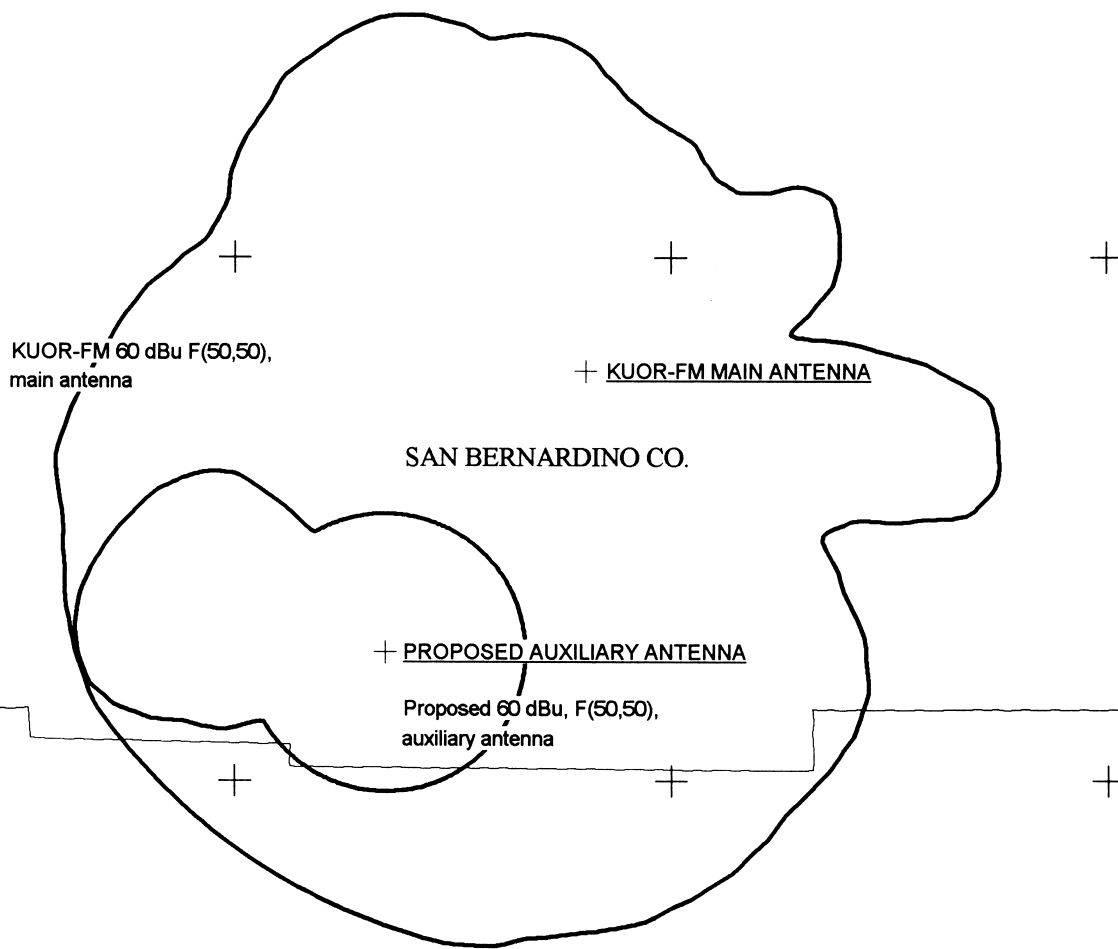 KUOR-FM 60 dBu F(50,50),
main antenna
KUOR-FM MAIN ANTENNA
SAN BERNARDINO CO.
PROPOSED AUXILIARY ANTENNA
Proposed 60 dBu, F(50,50),
auxiliary antenna